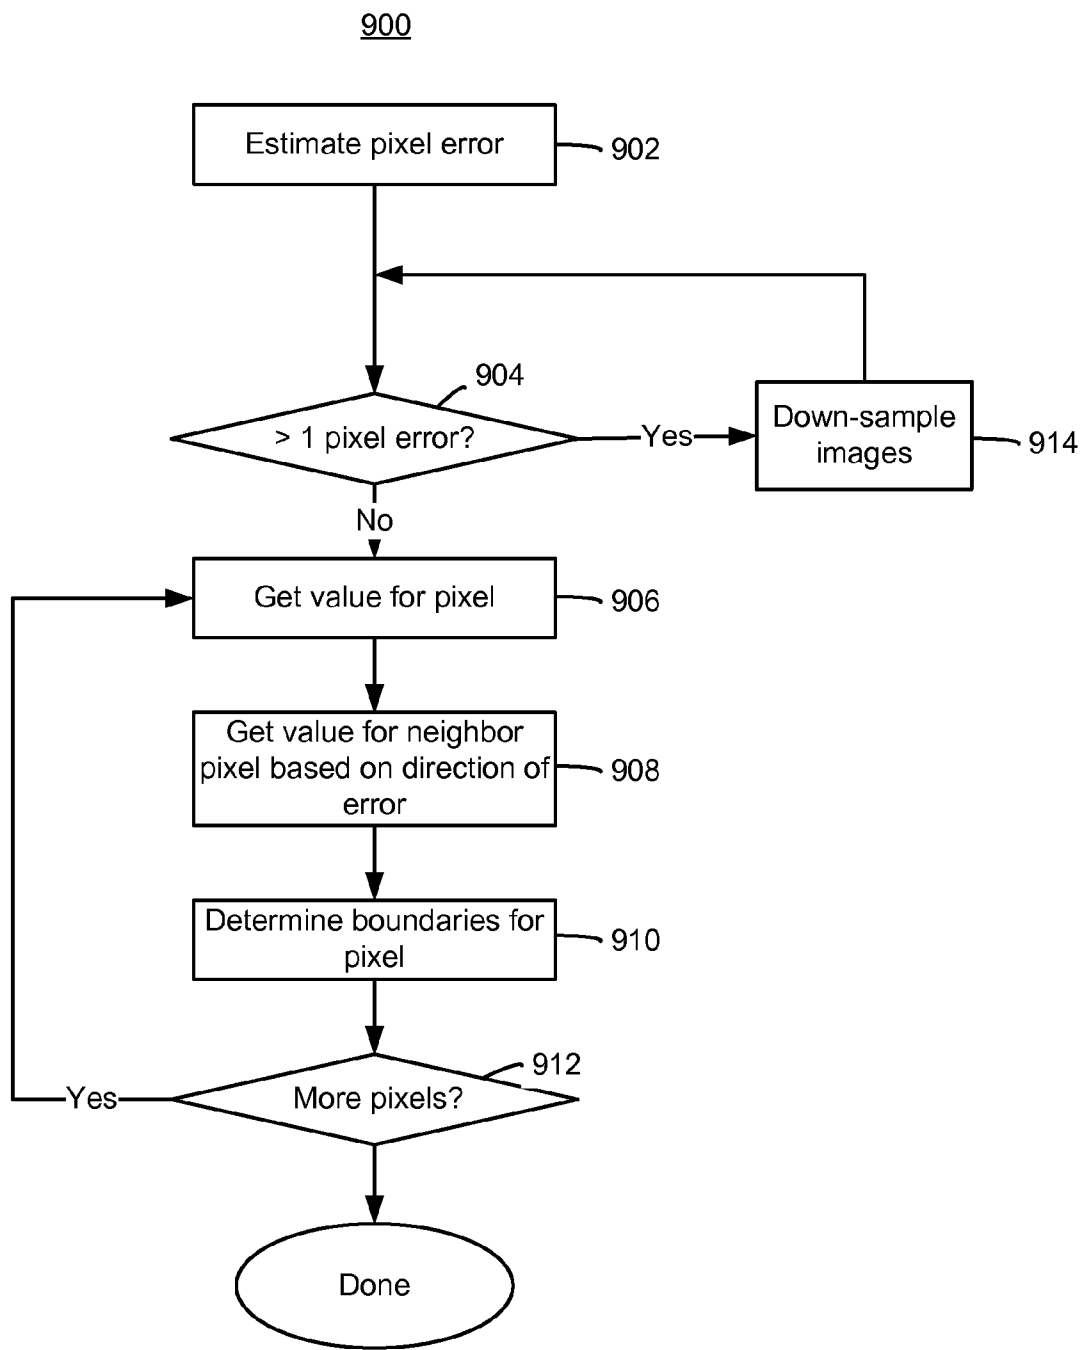 900
Estimate pixel error
902
904
> 1 pixel error?
Yes
Down-sample
images
914
No
Get value for pixel
906
Get value for neighbor
pixel based on direction of
error
908
Determine boundaries for
pixel
910
912
More pixels?
Yes
Done